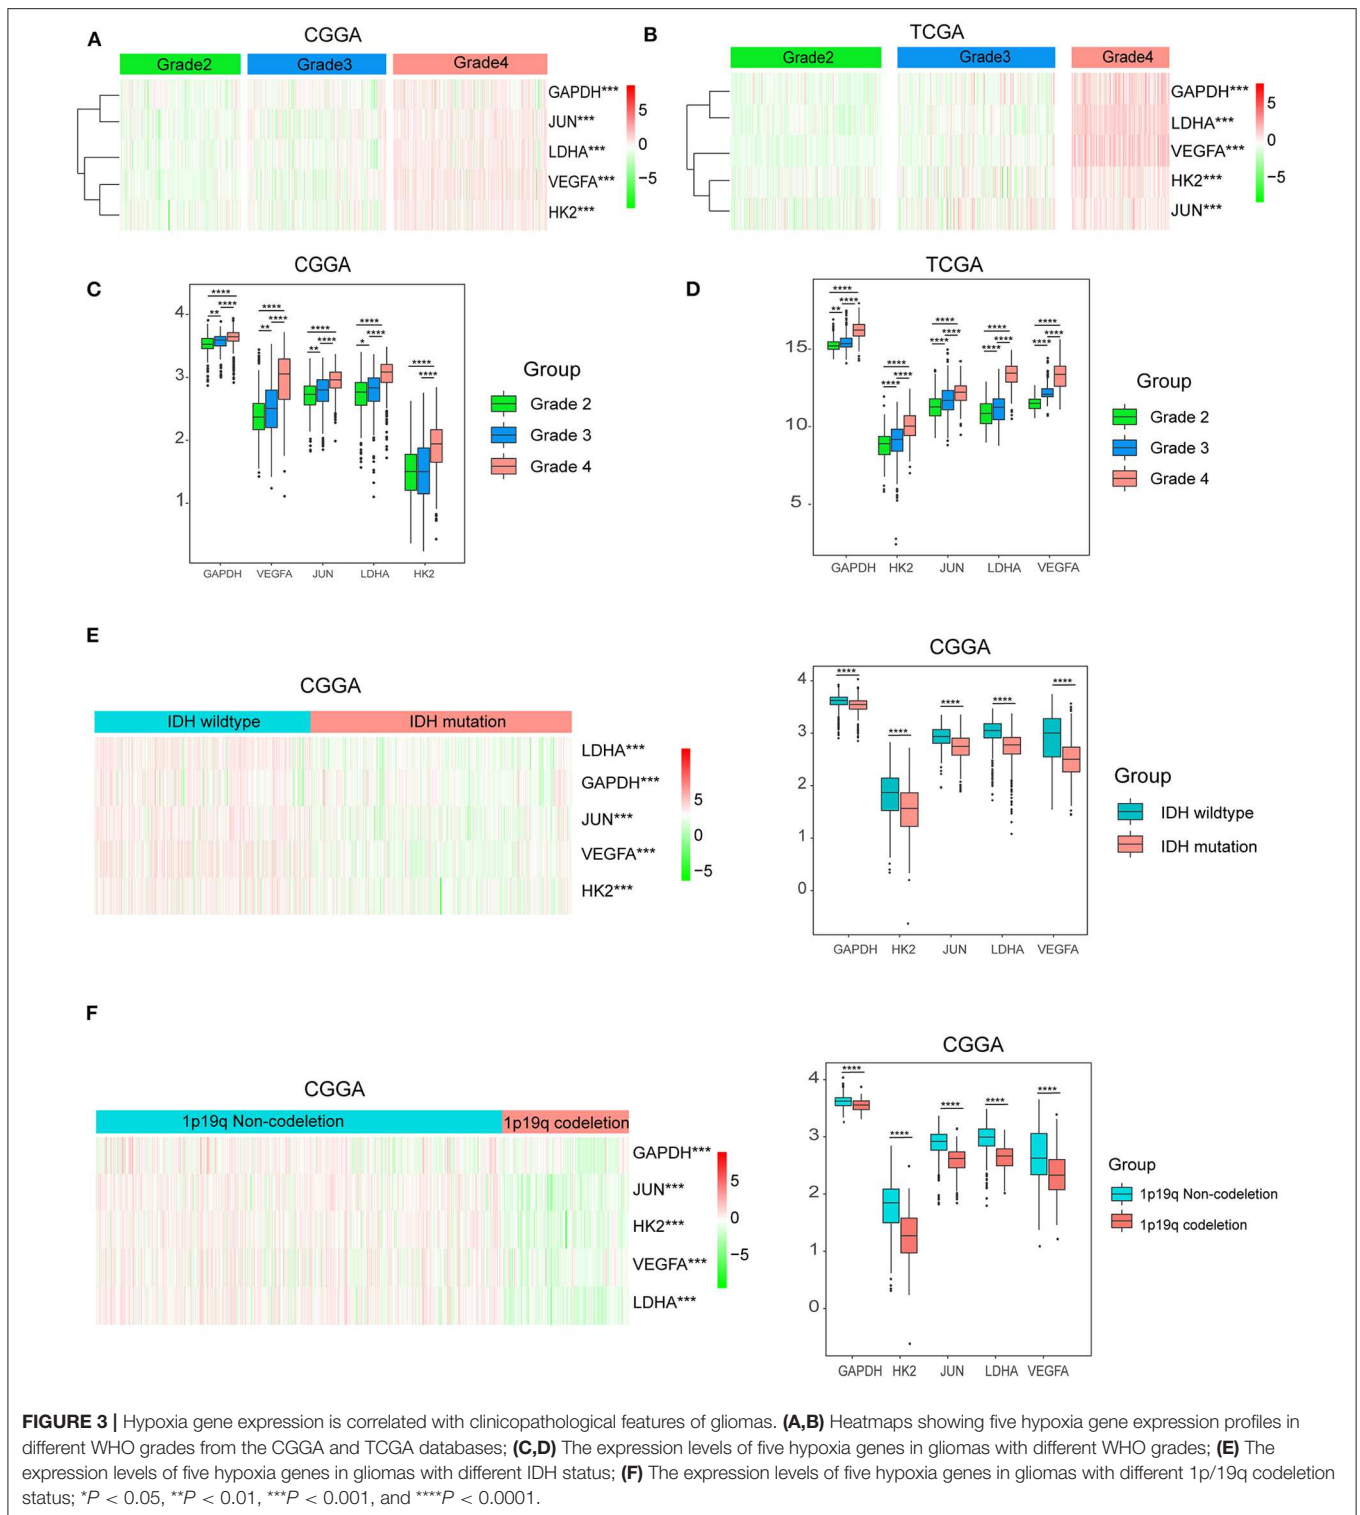 A
CGGA
Grade2 Grade3 Grade4
GAPDH***
JUN***
LDHA***
VEGFA***
HK2***
5
0
−5
B
TCGA
Grade2 Grade3 Grade4
GAPDH***
LDHA***
VEGFA***
HK2***
JUN***
5
0
−5
C
CGGA
4
3
2
1
**** ** ****
**** ** ****
**** ** ****
**** * ****
**** ****
GAPDH VEGFA JUN LDHA HK2
Group
Grade 2
Grade 3
Grade 4
D
TCGA
15
10
5
**** ** ****
**** **** ****
**** **** ****
**** **** ****
**** **** ****
GAPDH HK2 JUN LDHA VEGFA
Group
Grade 2
Grade 3
Grade 4
E
CGGA
IDH wildtype IDH mutation
LDHA***
GAPDH***
JUN***
VEGFA***
HK2***
5
0
−5
CGGA
4
3
2
1
0
**** **** **** **** ****
GAPDH HK2 JUN LDHA VEGFA
Group
IDH wildtype
IDH mutation
F
CGGA
1p19q Non-codeletion 1p19q codeletion
GAPDH***
JUN***
HK2***
VEGFA***
LDHA***
5
0
−5
CGGA
4
3
2
1
0
**** **** **** **** ****
GAPDH HK2 JUN LDHA VEGFA
Group
1p19q Non-codeletion
1p19q codeletion
FIGURE 3 | Hypoxia gene expression is correlated with clinicopathological features of gliomas. (A,B) Heatmaps showing five hypoxia gene expression profiles in
different WHO grades from the CGGA and TCGA databases; (C,D) The expression levels of five hypoxia genes in gliomas with different WHO grades; (E) The
expression levels of five hypoxia genes in gliomas with different IDH status; (F) The expression levels of five hypoxia genes in gliomas with different 1p/19q codeletion
status; *P < 0.05, **P < 0.01, ***P < 0.001, and ****P < 0.0001.